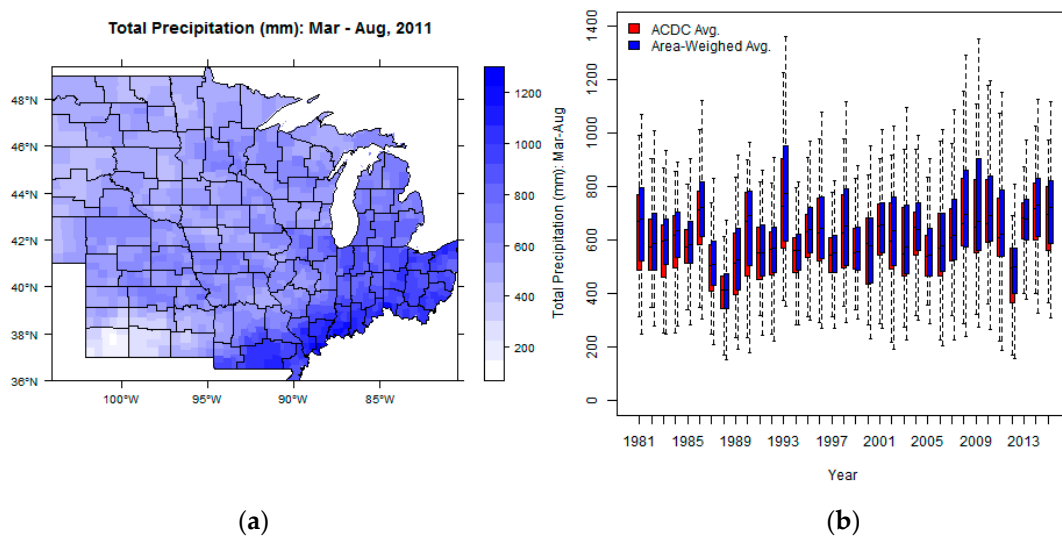 Total Precipitation (mm): Mar - Aug, 2011
48°N
46°N
44°N
42°N
40°N
38°N
36°N
100°W
95°W
90°W
85°W
1200
1000
800
600
400
200
(a)
ACDC Avg.
Area-Weighed Avg.
Total Precipitation (mm): Mar-Aug
1400
1200
1000
800
600
400
200
0
1981
1985
1989
1993
1997
2001
2005
2009
2013
Year
(b)